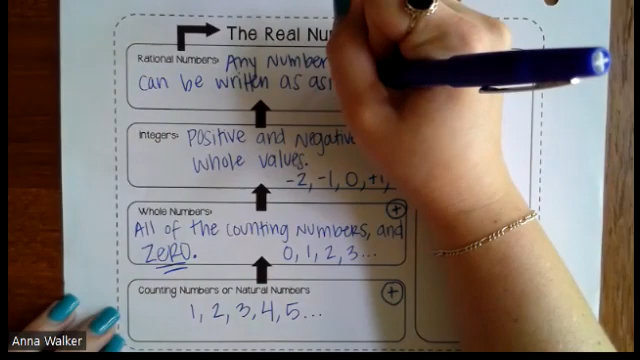 The Real
Rational Numbers: Any Number
can be written as
Integers: Positive and Negative
whole values.
-2, -1, 0, +1,
Whole Numbers:
All of the counting Numbers, and
ZERO. 0, 1, 2, 3...
Counting Numbers or Natural Numbers
1, 2, 3, 4, 5...
Anna Walker